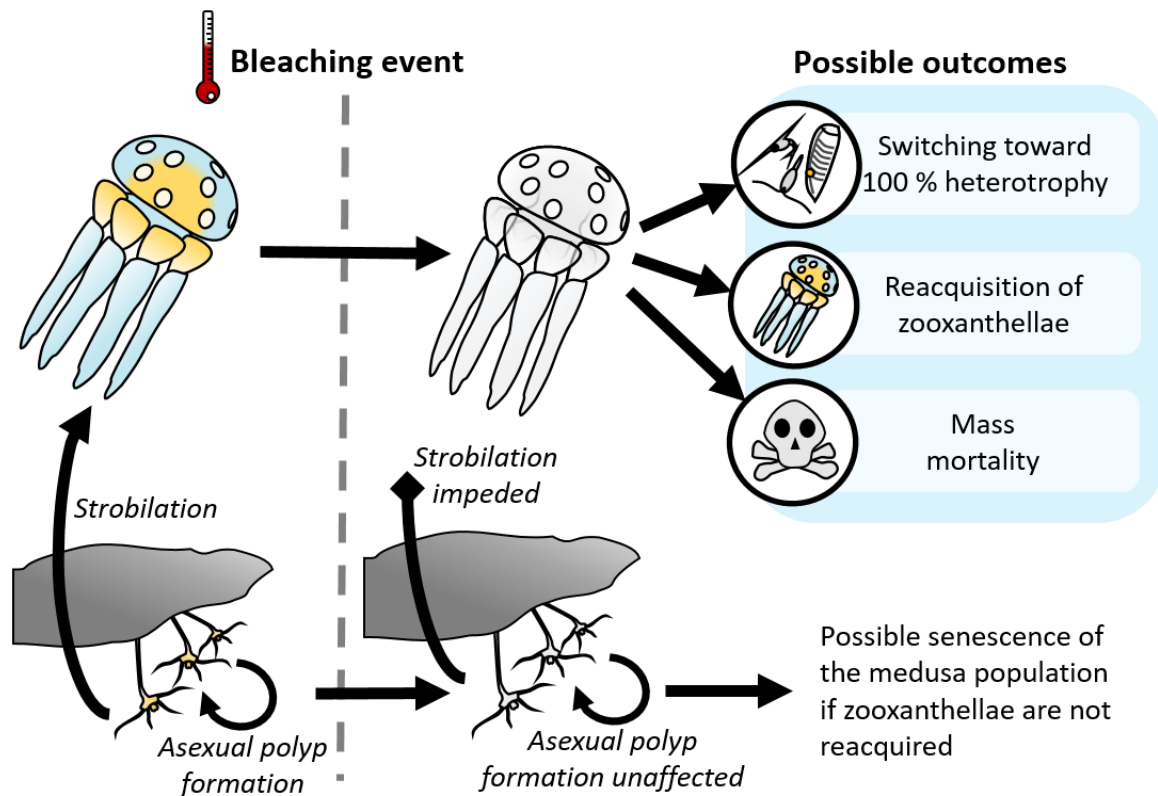 Bleaching event
Possible outcomes
Switching toward
100 % heterotrophy
Reacquisition of
zooxanthellae
Mass
mortality
Strobilation
Strobilation
impeded
Asexual polyp
formation
Asexual polyp
formation unaffected
Possible senescence of
the medusa population
if zooxanthellae are not
reacquired